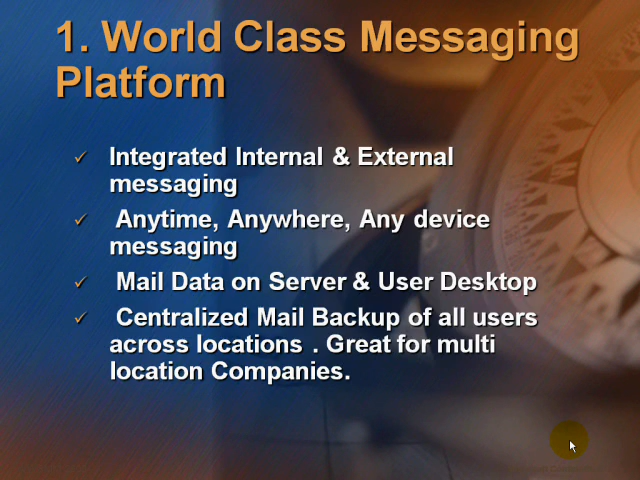 1. World Class Messaging
Platform
Integrated Internal & External
messaging
Anytime, Anywhere, Any device
messaging
Mail Data on Server & User Desktop
Centralized Mail Backup of all users
across locations . Great for multi
location Companies.